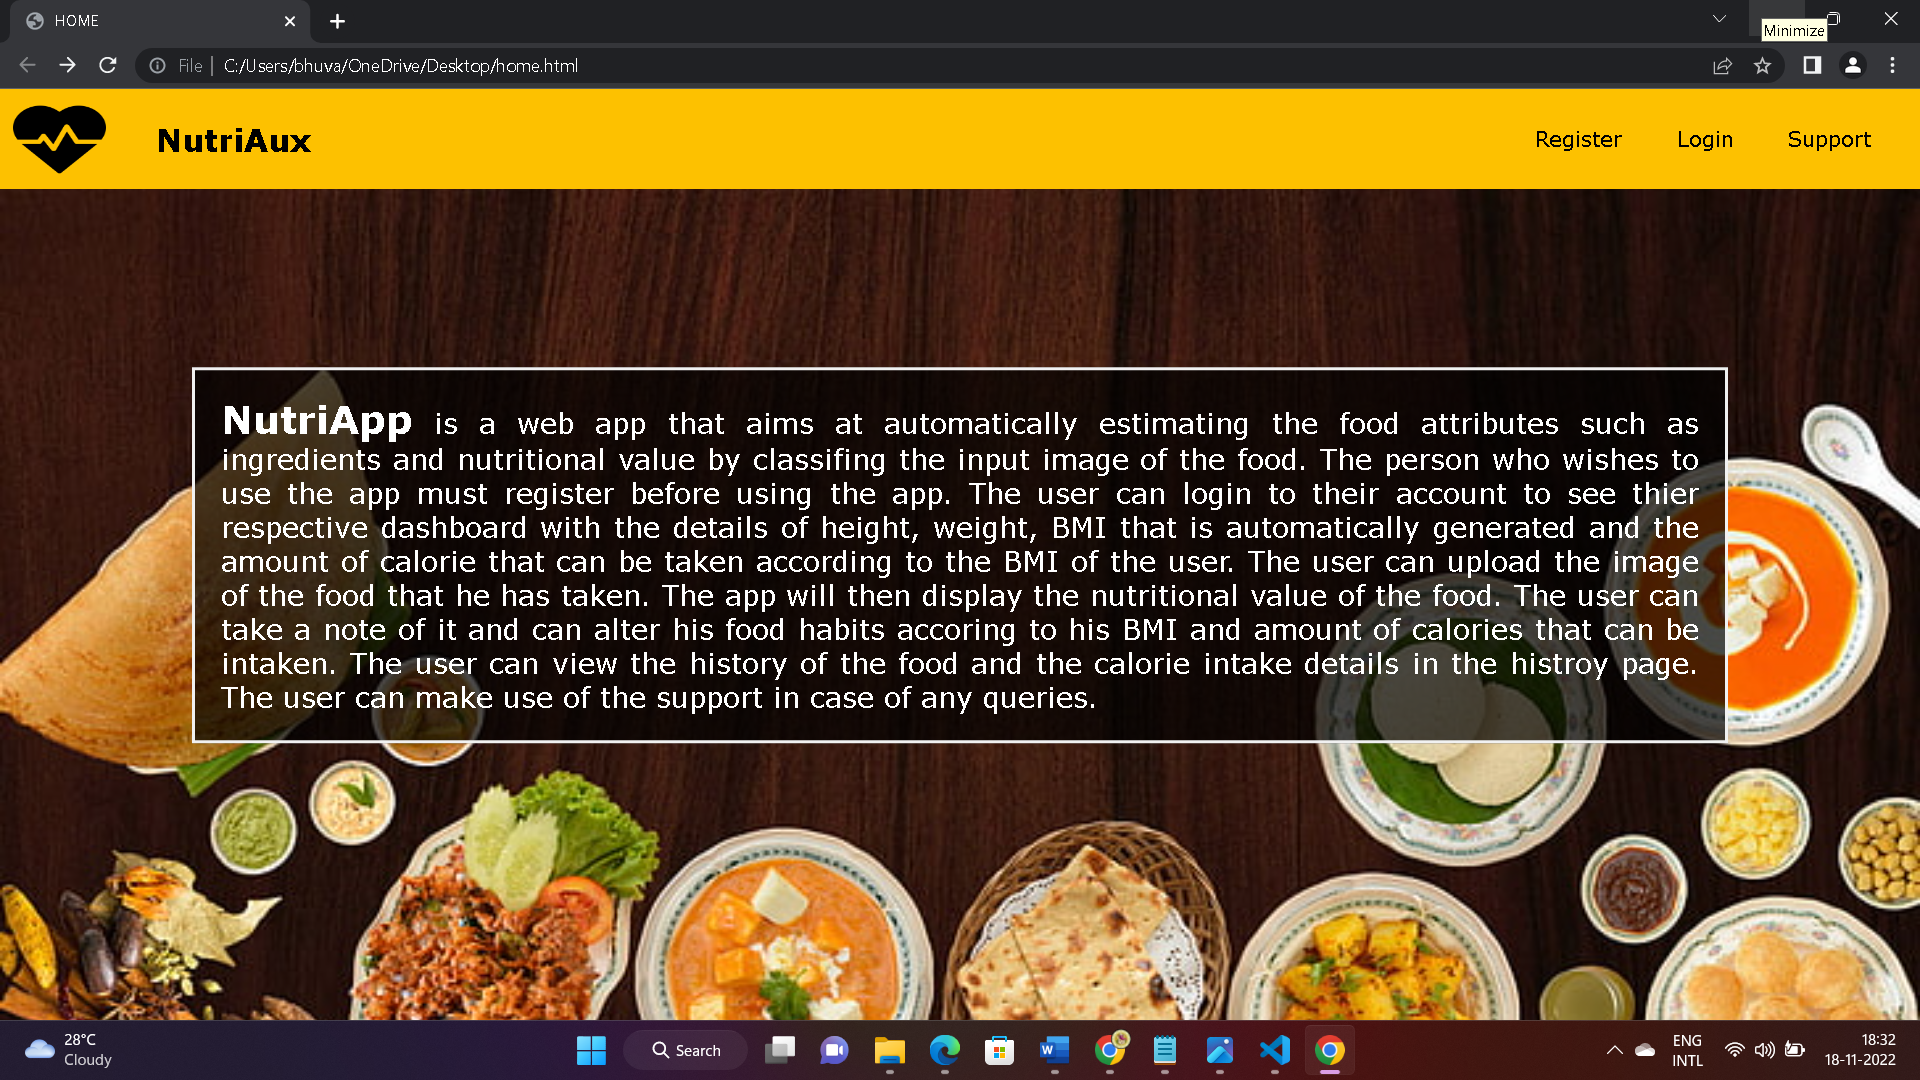 HOME
Minimize
File
C:/Users/bhuva/OneDrive/Desktop/home.html
NutriAux
Register
Login
Support
NutriApp is a web app that aims at automatically estimating the food attributes such as
ingredients and nutritional value by classifing the input image of the food. The person who wishes to
use the app must register before using the app. The user can login to their account to see thier
respective dashboard with the details of height, weight, BMI that is automatically generated and the
amount of calorie that can be taken according to the BMI of the user. The user can upload the image
of the food that he has taken. The app will then display the nutritional value of the food. The user can
take a note of it and can alter his food habits accoring to his BMI and amount of calories that can be
intaken. The user can view the history of the food and the calorie intake details in the histroy page.
The user can make use of the support in case of any queries.
28°C
Cloudy
Search
ENG
INTL
18:32
18-11-2022